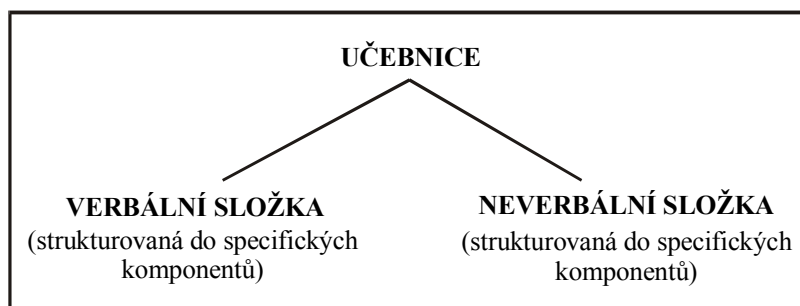 UČEBNICE
VERBÁLNÍ SLOŽKA
(strukturovaná do specifických
komponentů)
NEVERBÁLNÍ SLOŽKA
(strukturovaná do specifických
komponentů)